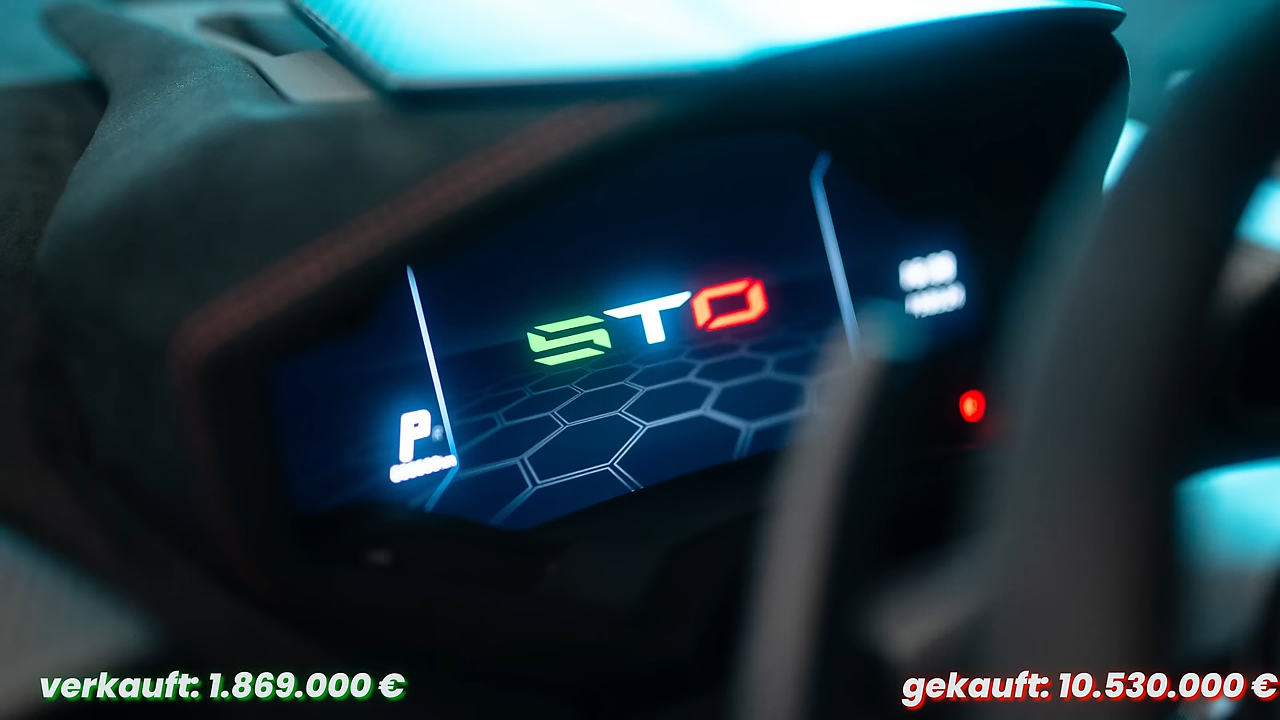 STO
P
verkauft: 1.869.000 €
gekauft: 10.530.000 €